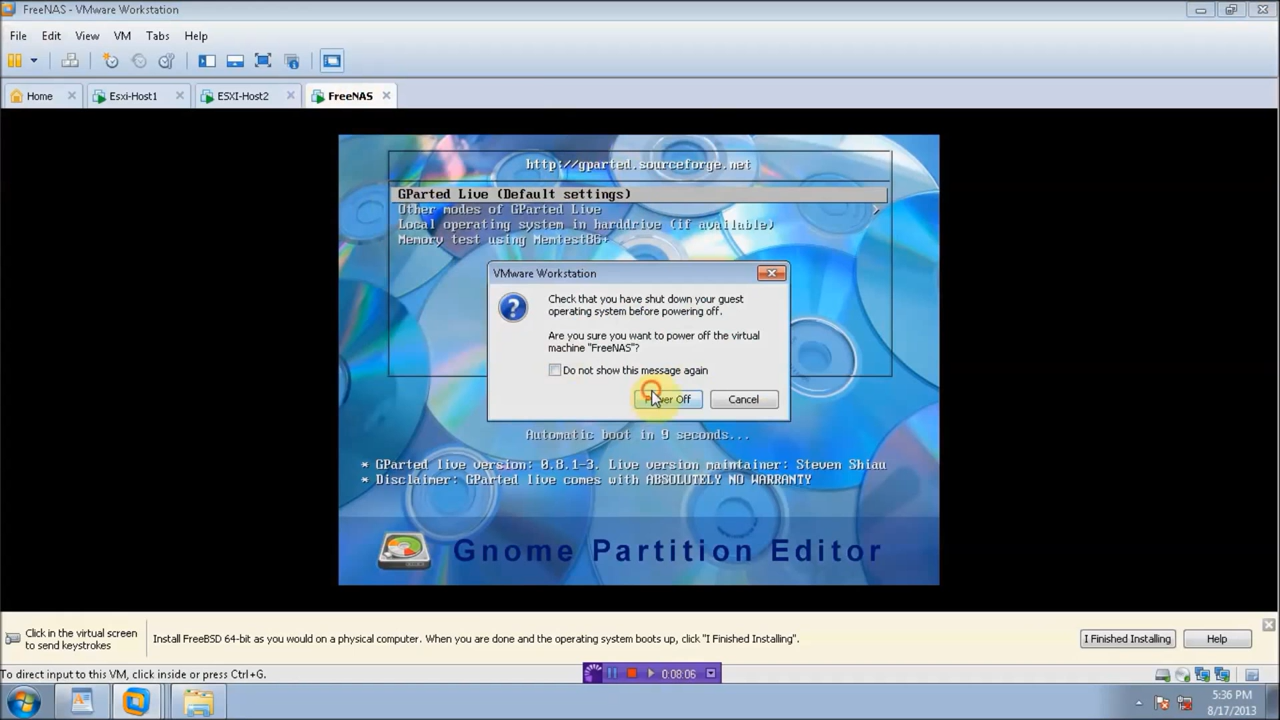 FreeNAS - VMware Workstation
File Edit View VM Tabs Help
Home Esxi-Host1 ESXI-Host2 FreeNAS
http://gparted.sourceforge.net
GParted Live (Default settings)
Other modes of GParted Live
Local operating system in harddrive (if available)
Memory test using Memtest86+
VMware Workstation
Check that you have shut down your guest
operating system before powering off.
Are you sure you want to power off the virtual
machine "FreeNAS"?
Do not show this message again
Power Off Cancel
Automatic boot in 9 seconds...
* GParted live version: 0.8.1-3. Live version maintainer: Steven Shiau
* Disclaimer: GParted live comes with ABSOLUTELY NO WARRANTY
Gnome Partition Editor
Click in the virtual screen
to send keystrokes
Install FreeBSD 64-bit as you would on a physical computer. When you are done and the operating system boots up, click "I Finished Installing".
I Finished Installing Help
To direct input to this VM, click inside or press Ctrl+G.
0:08:06
5:36 PM
8/17/2013